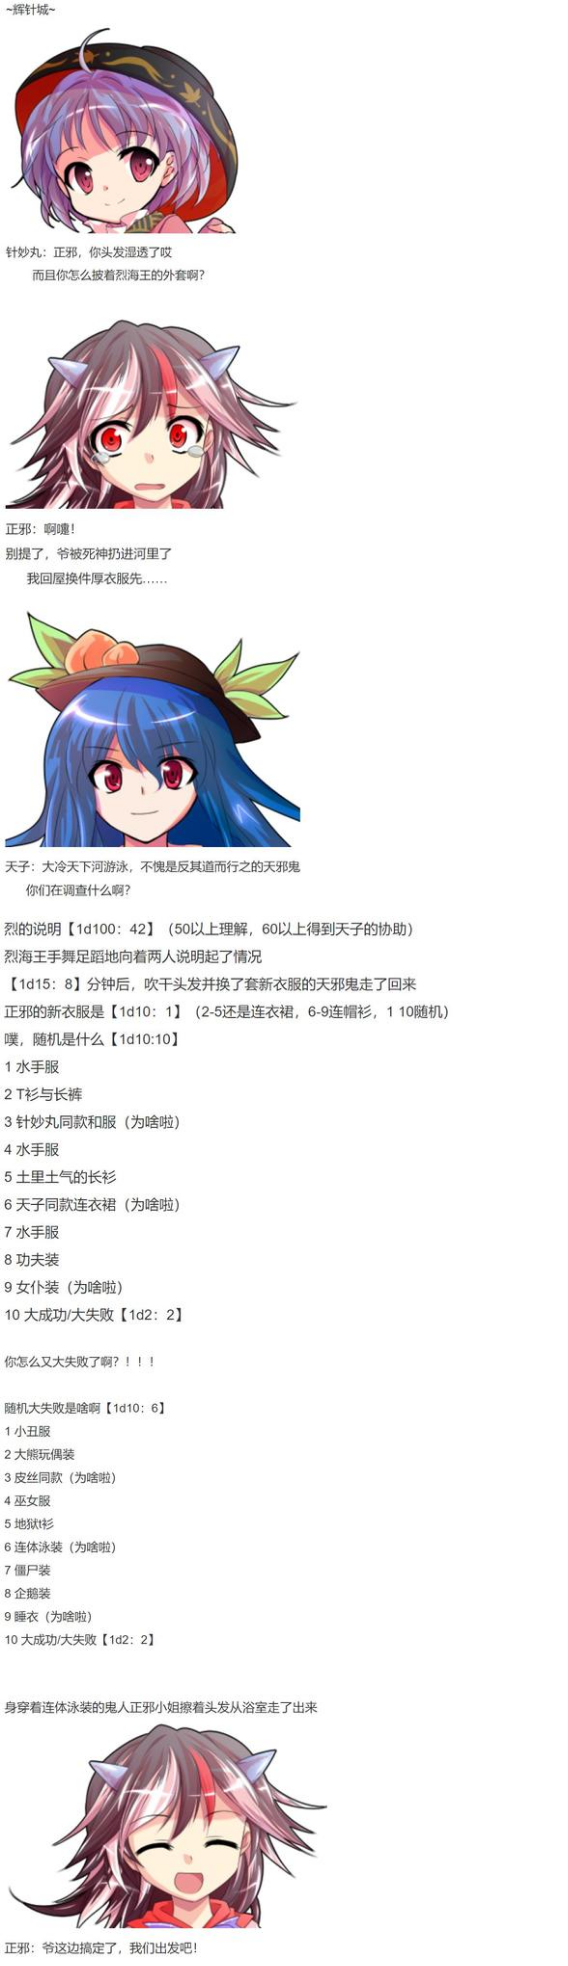 ~辉针城~
针妙丸：正邪，你头发湿透了哎
而且你怎么披着烈海王的外套啊？
正邪：啊嚏！
别提了，爷被死神扔进河里了
我回屋换件厚衣服先……
天子：大冷天下河游泳，不愧是反其道而行之的天邪鬼
你们在调查什么啊？
烈的说明【1d100：42】（50以上理解，60以上得到天子的协助）
烈海王手舞足蹈地向着两人说明起了情况
【1d15：8】分钟后，吹干头发并换了套新衣服的天邪鬼走了回来
正邪的新衣服是【1d10：1】（2-5还是连衣裙，6-9连帽衫，1 10随机）
噗，随机是什么【1d10:10】
1 水手服
2 T衫与长裤
3 针妙丸同款和服（为啥啦）
4 水手服
5 土里土气的长衫
6 天子同款连衣裙（为啥啦）
7 水手服
8 功夫装
9 女仆装（为啥啦）
10 大成功/大失败【1d2：2】
你怎么又大失败了啊？！！！
随机大失败是啥啊【1d10：6】
1 小丑服
2 大熊玩偶装
3 皮丝同款（为啥啦）
4 巫女服
5 地狱t衫
6 连体泳装（为啥啦）
7 僵尸装
8 企鹅装
9 睡衣（为啥啦）
10 大成功/大失败【1d2：2】
身穿着连体泳装的鬼人正邪小姐擦着头发从浴室走了出来
正邪：爷这边搞定了，我们出发吧！